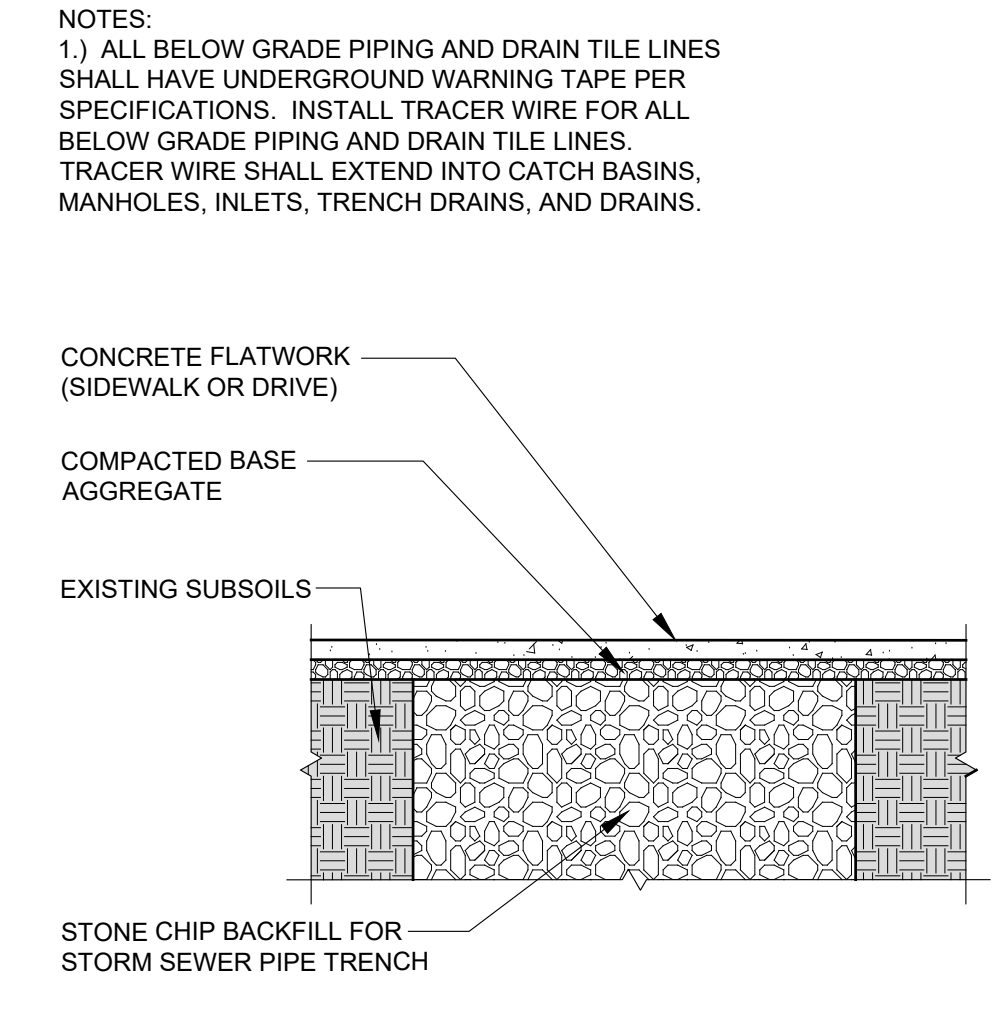 NOTES:
1.) ALL BELOW GRADE PIPING AND DRAIN TILE LINES
SHALL HAVE UNDERGROUND WARNING TAPE PER
SPECIFICATIONS. INSTALL TRACER WIRE FOR ALL
BELOW GRADE PIPING AND DRAIN TILE LINES.
TRACER WIRE SHALL EXTEND INTO CATCH BASINS,
MANHOLES, INLETS, TRENCH DRAINS, AND DRAINS.
CONCRETE FLATWORK
(SIDEWALK OR DRIVE)
COMPACTED BASE
AGGREGATE
EXISTING SUBSOILS
STONE CHIP BACKFILL FOR
STORM SEWER PIPE TRENCH